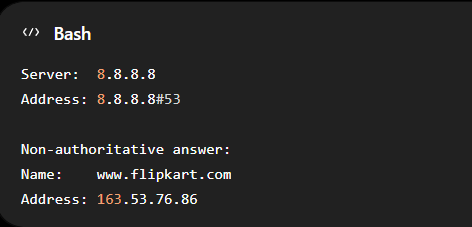 Bash
Server:  8.8.8.8
Address: 8.8.8.8#53
Non-authoritative answer:
Name:    www.flipkart.com
Address: 163.53.76.86